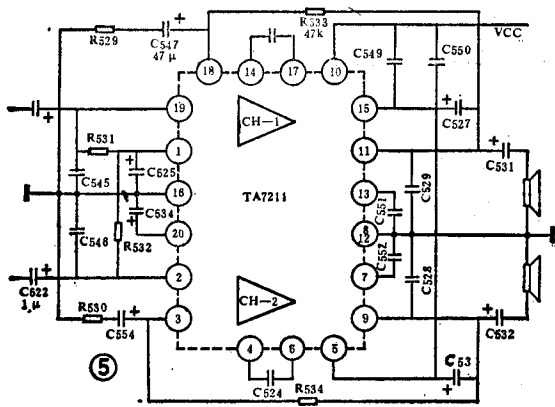 R529
C547
47μ
R533
47k
VCC
C549
C550
18
14
17
10
19
CH-1
15
C527
R531
1
C525
11
C531
C545
16
TA7211
13
C551
C529
C534
20
8
12
C546
R532
C552
C528
C522
1μ
2
CH-2
7
R530
C554
3
9
C532
⑤
4
6
5
C53
C524
R534